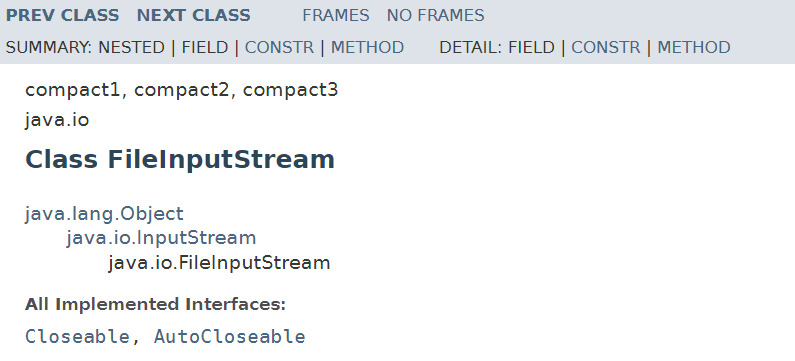 PREV CLASS NEXT CLASS FRAMES NO FRAMES
SUMMARY: NESTED | FIELD | CONSTR | METHOD DETAIL: FIELD | CONSTR | METHOD
compact1, compact2, compact3
java.io
Class FileInputStream
java.lang.Object
java.io.InputStream
java.io.FileInputStream
All Implemented Interfaces:
Closeable, AutoCloseable